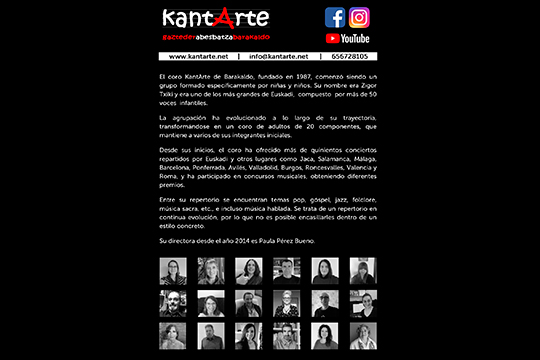 kantArte
gaztederabesbatzabarakaldo
YouTube
www.kantarte.net | info@kantarte.net | 656728105
El coro KantArte de Barakaldo, fundado en 1987, comenzó siendo un
grupo formado específicamente por niñas y niños. Su nombre era Zigor
Txiki y era uno de los más grandes de Euskadi, compuesto por más de 50
voces infantiles.
La agrupación ha evolucionado a lo largo de su trayectoria,
transformándose en un coro de adultos de 20 componentes, que
mantiene a varios de sus integrantes iniciales.
Desde sus inicios, el coro ha ofrecido más de quinientos conciertos
repartidos por Euskadi y otros lugares como Jaca, Salamanca, Málaga,
Barcelona, Ponferrada, Avilés, Valladolid, Burgos, Roncesvalles, Valencia y
Roma, y ha participado en concursos musicales, obteniendo diferentes
premios.
Entre su repertorio se encuentran temas pop, góspel, jazz, folclore,
música sacra, etc., e incluso música hablada. Se trata de un repertorio en
continua evolución, por lo que no es posible encasillarles dentro de un
estilo concreto.
Su directora desde el año 2014 es Paula Pérez Bueno.